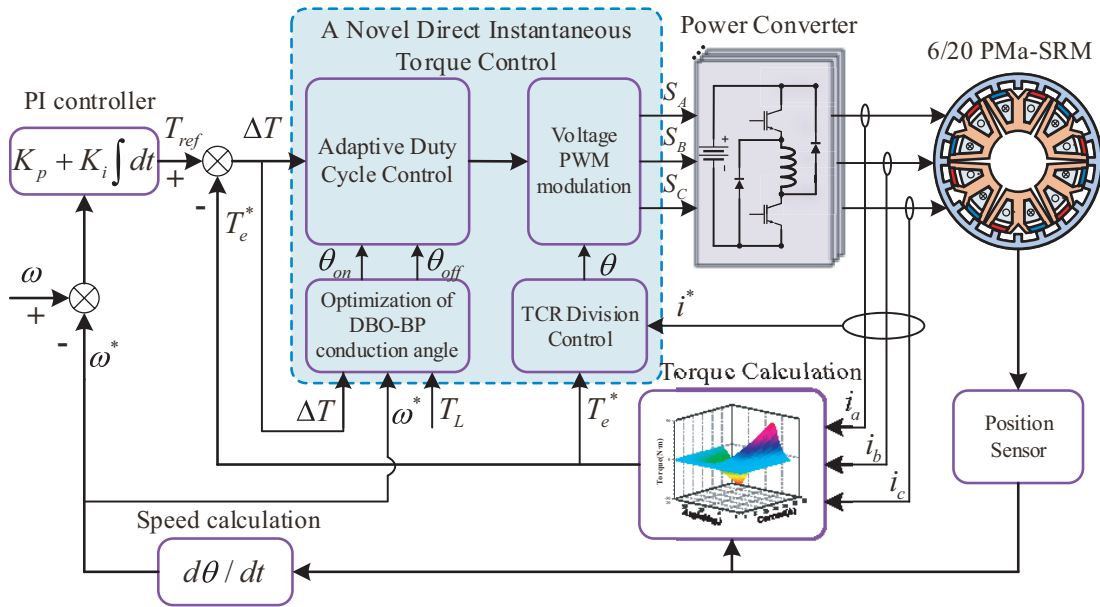 A Novel Direct Instantaneous
Torque Control
Power Converter
6/20 PMa-SRM
PI controller
K_p + K_i ∫ dt
T_ref
+
-
T_e^*
ΔT
Adaptive Duty
Cycle Control
Voltage
PWM
modulation
S_A
S_B
S_C
+
-
θ_on
θ_off
θ
ω
+
-
ω^*
Optimization of
DBO-BP
conduction angle
TCR Division
Control
i^*
ΔT
ω^*
T_L
T_e^*
Torque Calculation
Torque(N·m)
Current(A)
i_a
i_b
i_c
Position
Sensor
Speed calculation
dθ / dt